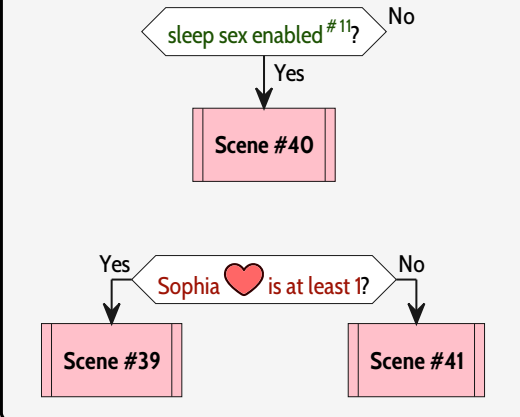 sleep sex enabled #11?
No
Yes
Scene #40
Yes
Sophia is at least 1?
No
Scene #39
Scene #41